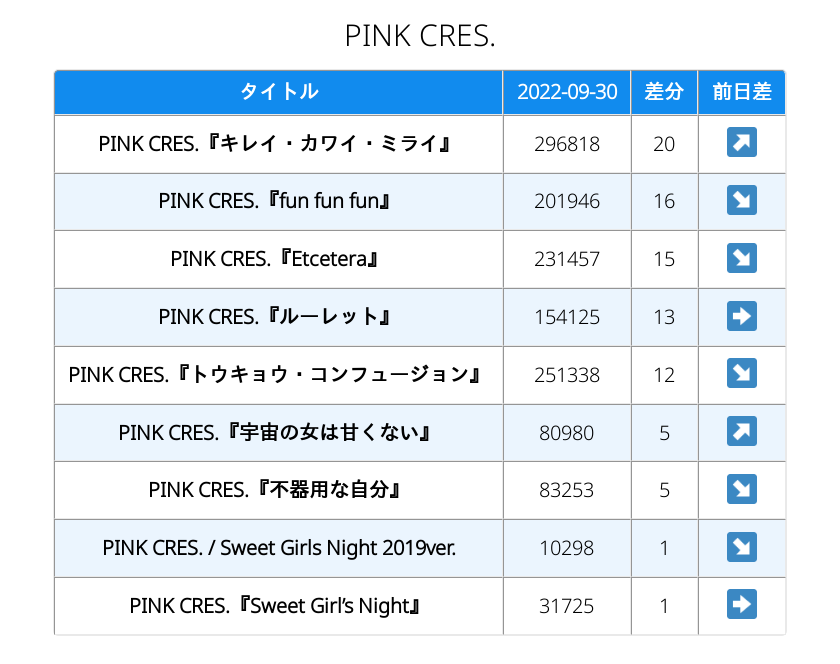 PINK CRES.
タイトル 2022-09-30 差分 前日差
PINK CRES.『キレイ・カワイ・ミライ』 296818 20 ↗
PINK CRES.『fun fun fun』 201946 16 ↘
PINK CRES.『Etcetera』 231457 15 ↘
PINK CRES.『ルーレット』 154125 13 →
PINK CRES.『トウキョウ・コンフュージョン』 251338 12 ↘
PINK CRES.『宇宙の女は甘くない』 80980 5 ↗
PINK CRES.『不器用な自分』 83253 5 ↘
PINK CRES. / Sweet Girls Night 2019ver. 10298 1 ↘
PINK CRES.『Sweet Girl’s Night』 31725 1 →